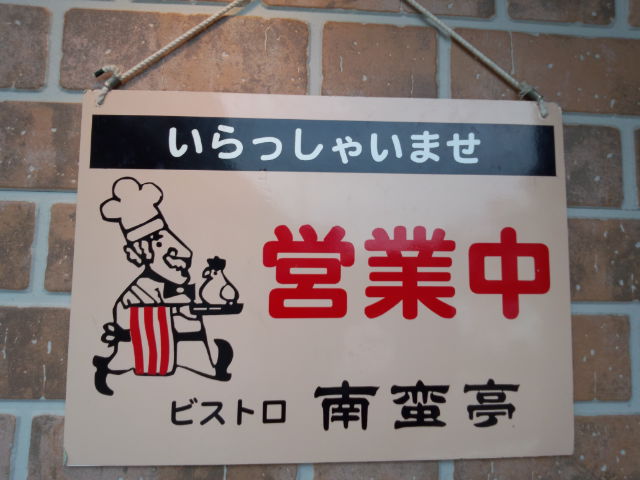 いらっしゃいませ
営業中
ビストロ 南蛮亭